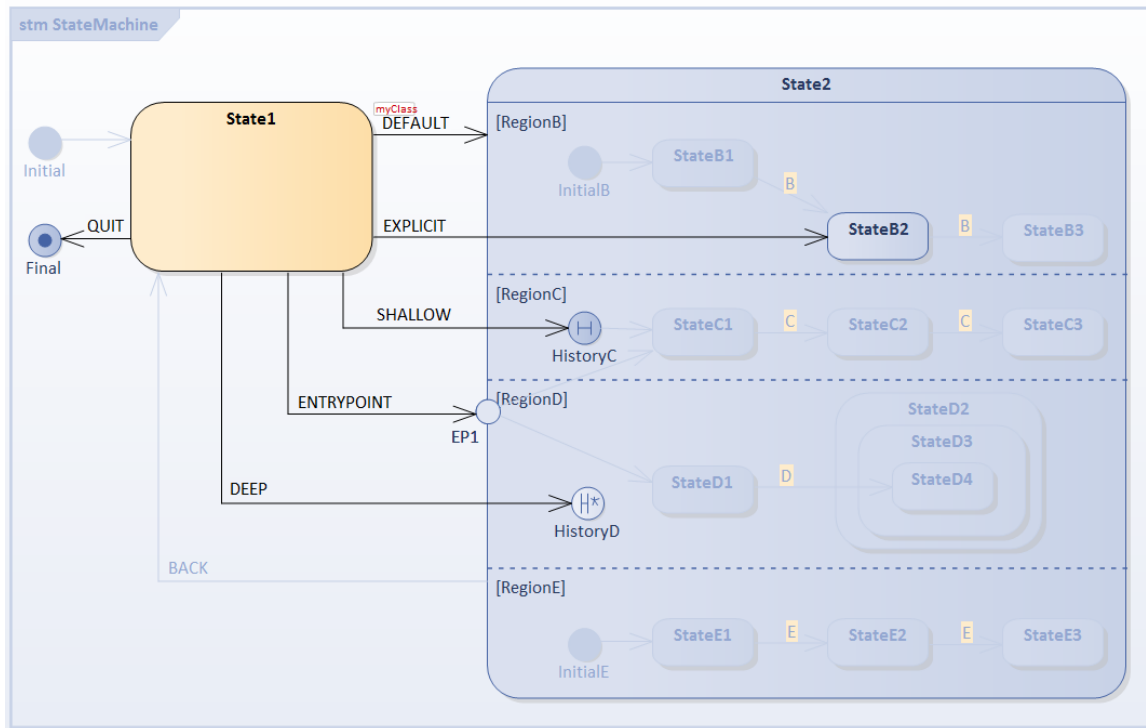 stm StateMachine
State2
myClass
State1
DEFAULT
[RegionB]
StateB1
Initial
InitialB
B
QUIT
EXPLICIT
StateB2
B
StateB3
Final
[RegionC]
SHALLOW
StateC1
C
StateC2
C
StateC3
HistoryC
ENTRYPOINT
[RegionD]
StateD2
EP1
StateD3
StateD1
D
StateD4
DEEP
H*
HistoryD
BACK
[RegionE]
StateE1
E
StateE2
E
StateE3
InitialE